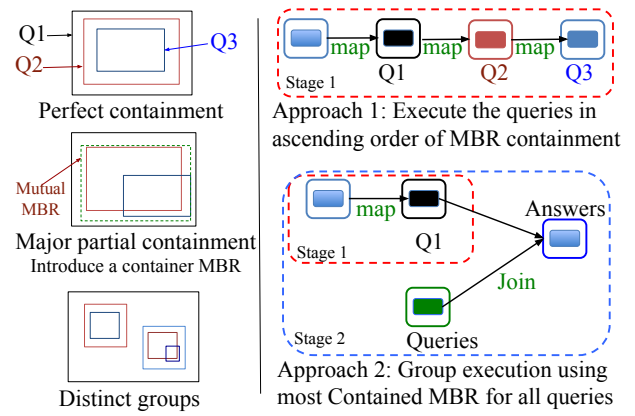 Q1
Q3
Q2
Perfect containment
Mutual
MBR
Major partial containment
Introduce a container MBR
Distinct groups
map
map
map
Q1
Q2
Q3
Stage 1
Approach 1: Execute the queries in
ascending order of MBR containment
map
Q1
Stage 1
Answers
Join
Stage 2
Queries
Approach 2: Group execution using
most Contained MBR for all queries